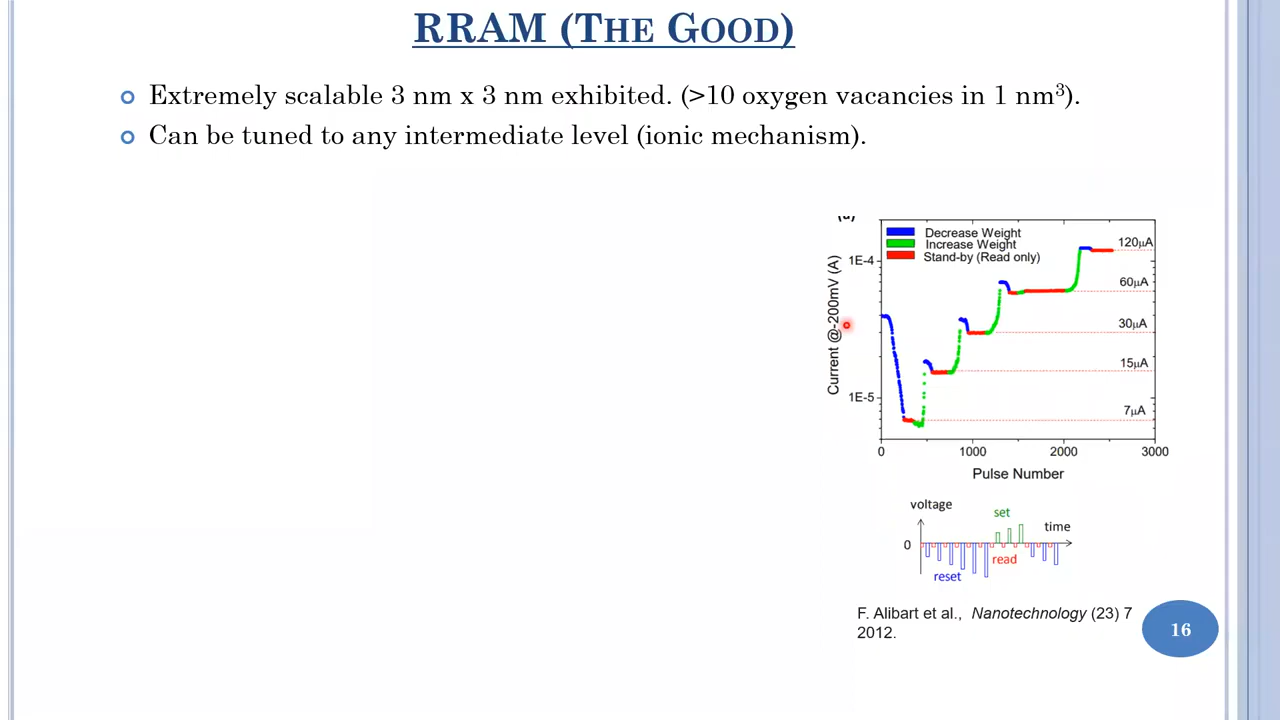 RRAM (THE GOOD)
Extremely scalable 3 nm x 3 nm exhibited. (>10 oxygen vacancies in 1 nm³).
Can be tuned to any intermediate level (ionic mechanism).
Decrease Weight
Increase Weight
Stand-by (Read only)
120μA
60μA
30μA
15μA
7μA
1E-4
1E-5
Current @-200mV (A)
0
1000
2000
3000
Pulse Number
voltage
set
time
0
read
reset
F. Alibart et al., Nanotechnology (23) 7
2012.
16